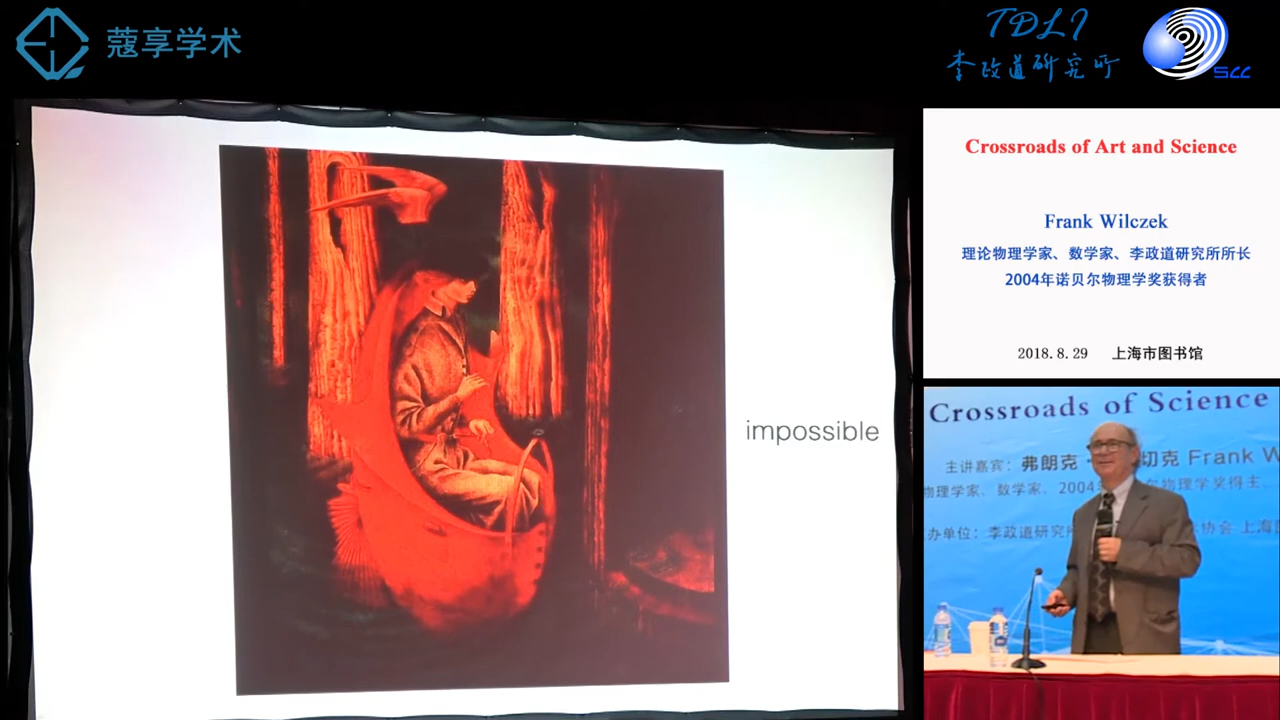 蔻享学术
TDLI
李政道研究所
SCC
impossible
Crossroads of Art and Science
Frank Wilczek
理论物理学家、数学家、李政道研究所所长
2004年诺贝尔物理学奖获得者
2018.8.29 上海市图书馆
Crossroads of Science
主讲嘉宾：弗朗克·
切克 Frank W
物理学家、数学家、2004
尔物理学奖得主、
办单位：李政道研究
协会 上海